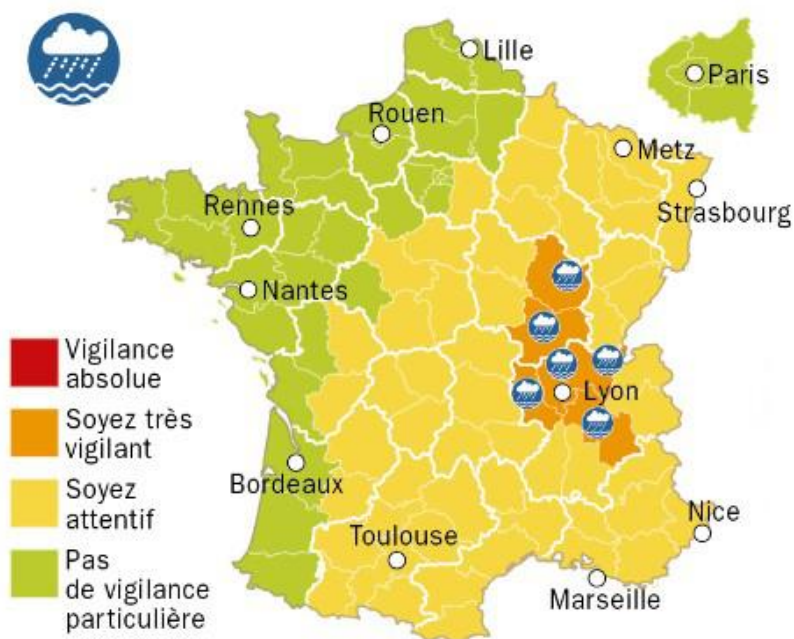 Lille
Paris
Rouen
Metz
Strasbourg
Rennes
Nantes
Lyon
Bordeaux
Toulouse
Nice
Marseille
Vigilance
absolue
Soyez très
vigilant
Soyez
attentif
Pas
de vigilance
particulière